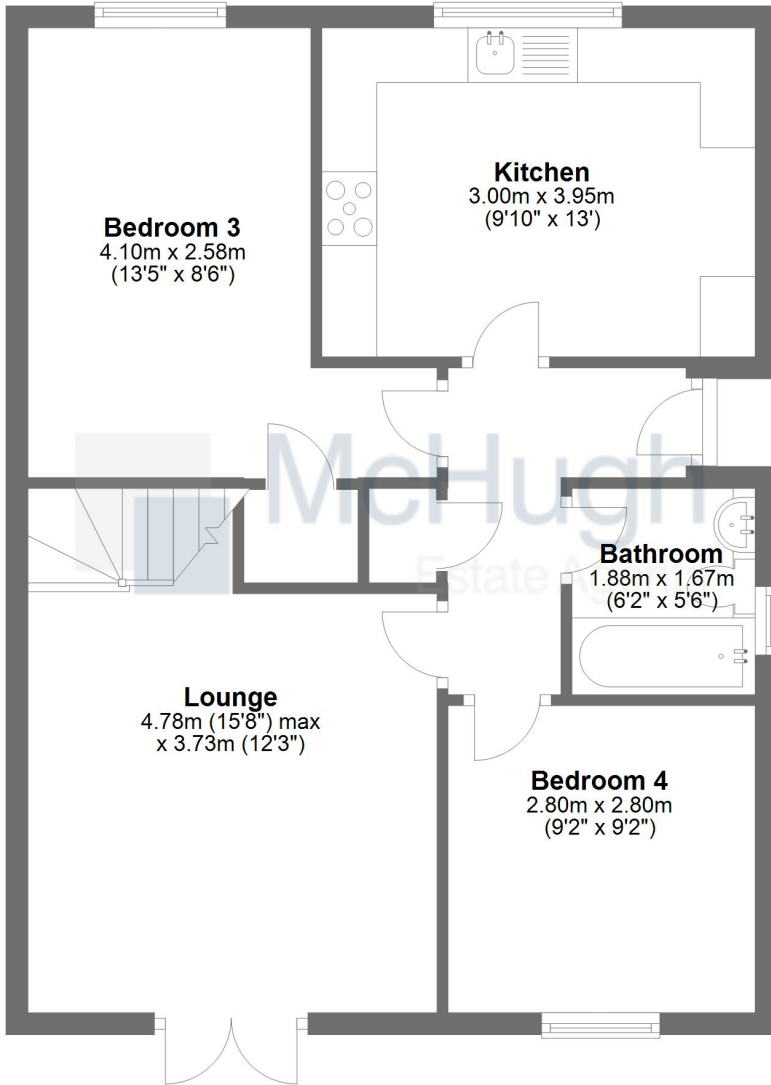 Kitchen
3.00m x 3.95m
(9'10" x 13')
Bedroom 3
4.10m x 2.58m
(13'5" x 8'6")
McHugh
Estate
Bathroom
1.88m x 1.67m
(6'2" x 5'6")
Lounge
4.78m (15'8") max
x 3.73m (12'3")
Bedroom 4
2.80m x 2.80m
(9'2" x 9'2")